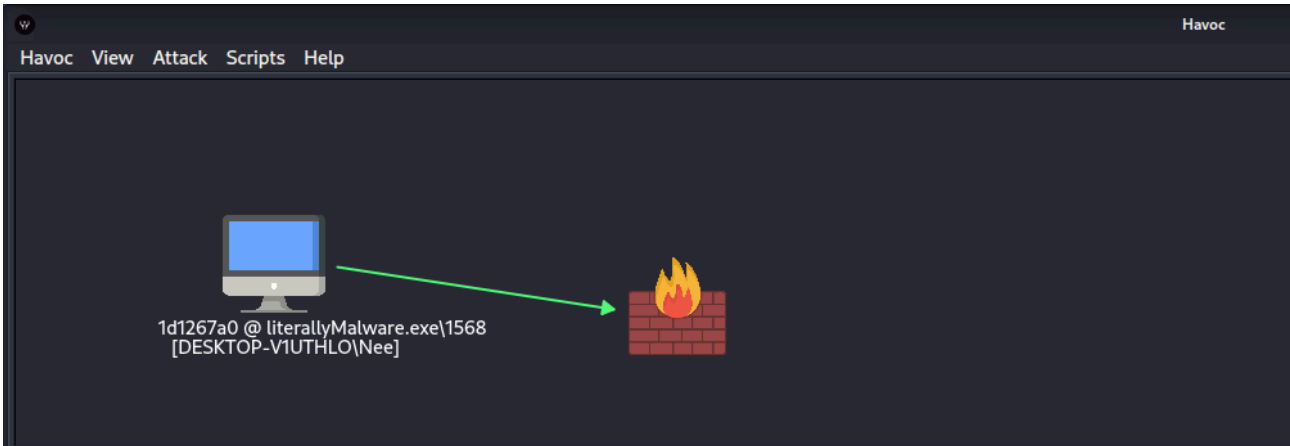 Havoc
Havoc View Attack Scripts Help
1d1267a0 @ literallyMalware.exe\1568
[DESKTOP-V1UTHLO\Nee]